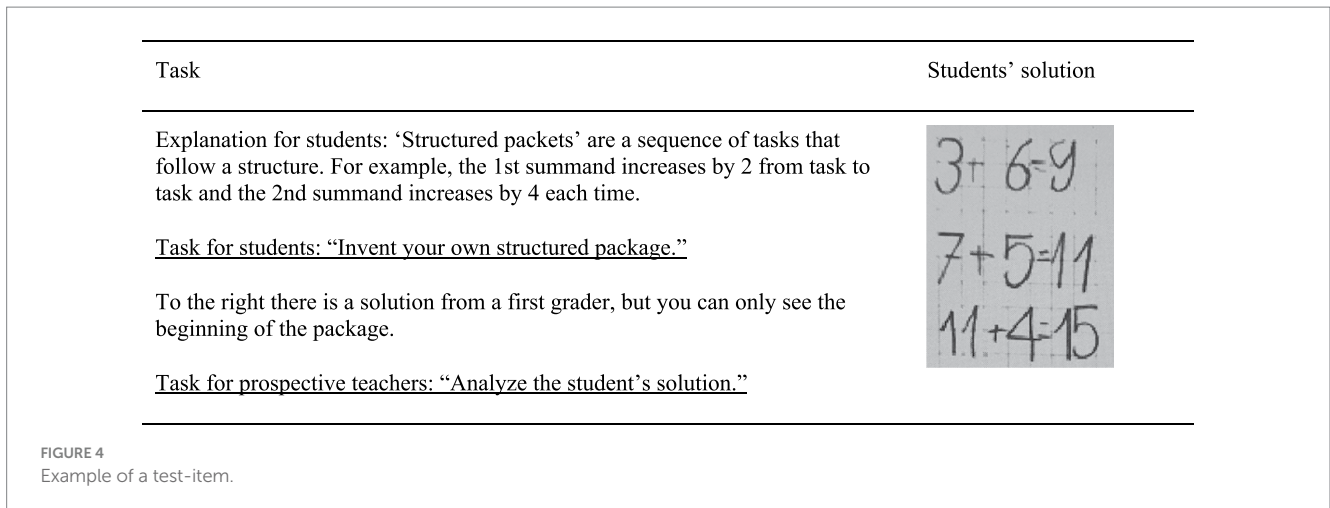 Task
Students’ solution
Explanation for students: ‘Structured packets’ are a sequence of tasks that
follow a structure. For example, the 1st summand increases by 2 from task to
task and the 2nd summand increases by 4 each time.
Task for students: “Invent your own structured package.”
To the right there is a solution from a first grader, but you can only see the
beginning of the package.
Task for prospective teachers: “Analyze the student’s solution.”
3+ 6=9
7+5=11
11+4=15
FIGURE 4
Example of a test-item.